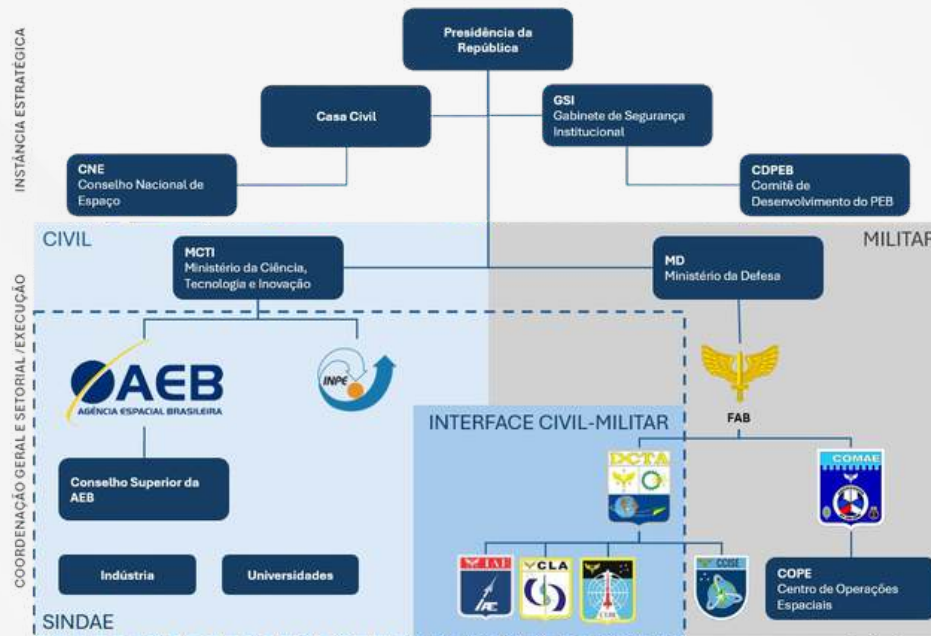 Presidência da
República
INSTÂNCIA ESTRATÉGICA
Casa Civil
GSI
Gabinete de Segurança
Institucional
CNE
Conselho Nacional de
Espaço
CDPEB
Comitê de
Desenvolvimento do PEB
CIVIL
MILITAR
MCTI
Ministério da Ciência,
Tecnologia e Inovação
MD
Ministério da Defesa
COORDENAÇÃO GERAL E SETORIAL /EXECUÇÃO
AEB
AGÊNCIA ESPACIAL BRASILEIRA
INPE
FAB
INTERFACE CIVIL-MILITAR
DCTA
COMAE
Conselho Superior da
AEB
IAE
CLA
CCISE
Indústria
Universidades
COPE
Centro de Operações
Espaciais
SINDAE